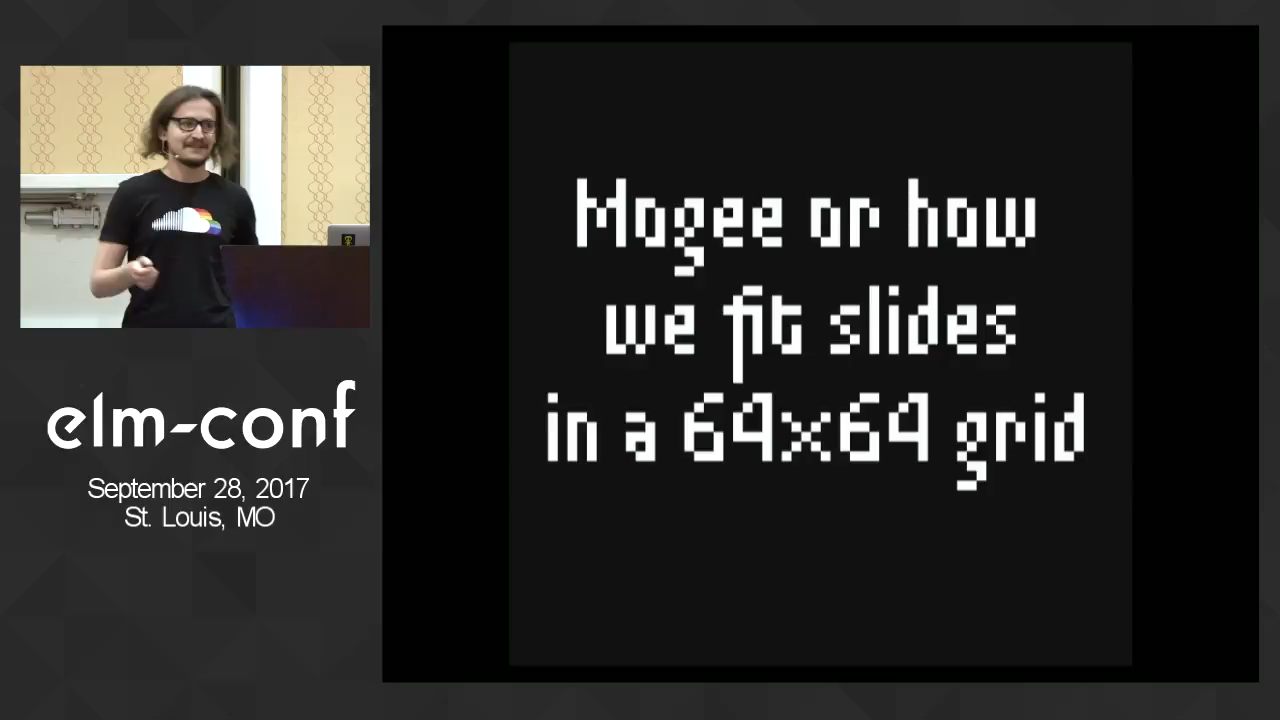 elm-conf
September 28, 2017
St. Louis, MO
Mogee or how
we fit slides
in a 64x64 grid